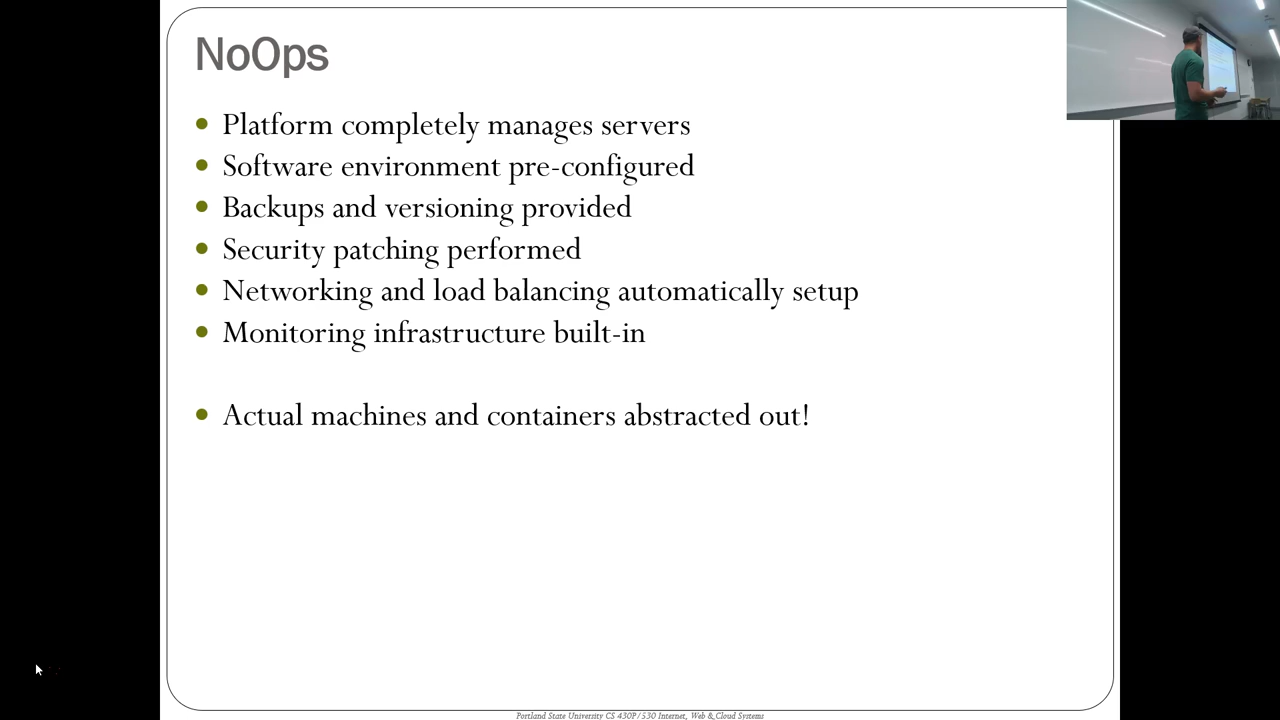 NoOps
Platform completely manages servers
Software environment pre-configured
Backups and versioning provided
Security patching performed
Networking and load balancing automatically setup
Monitoring infrastructure built-in
Actual machines and containers abstracted out!
Portland State University CS 430P/530 Internet, Web & Cloud Systems